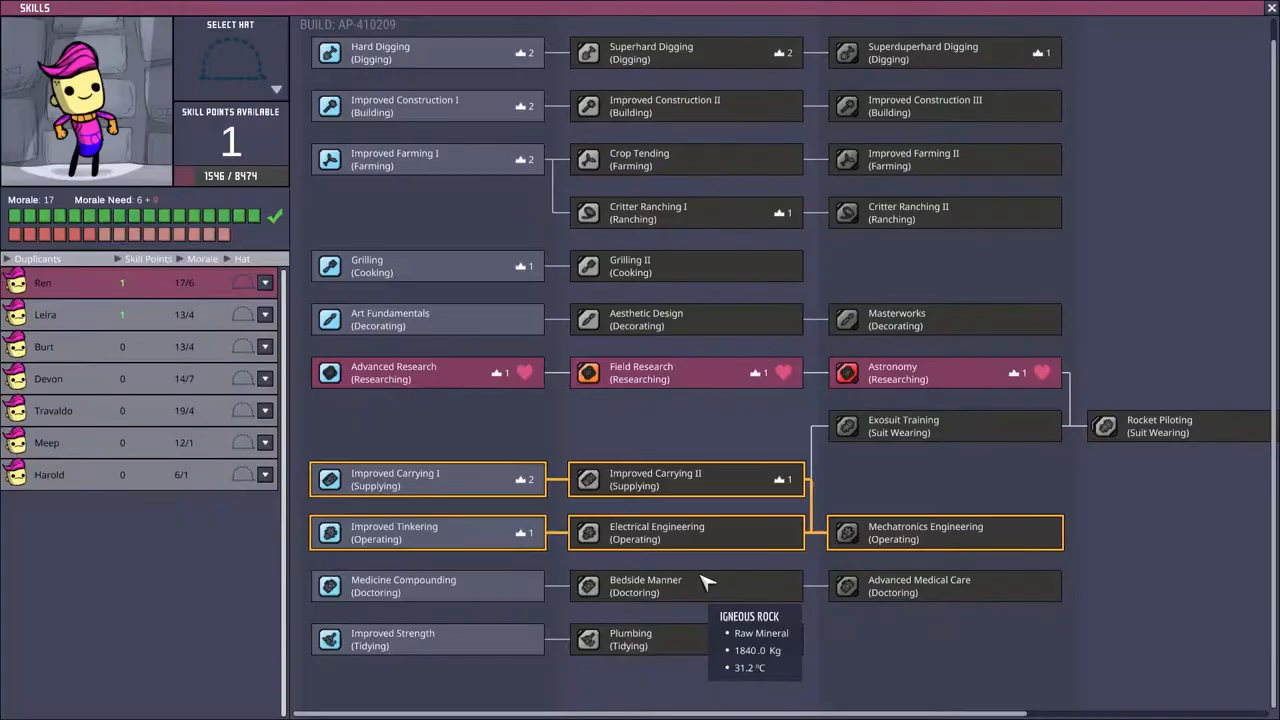 SKILLS
BUILD: AP-410209
SELECT HAT
SKILL POINTS AVAILABLE
1
1546 / 8474
Morale: 17 Morale Need: 6 +
Duplicants Skill Points Morale Hat
Ren 1 17/6
Leira 1 13/4
Burt 0 13/4
Devon 0 14/7
Travaldo 0 19/4
Meep 0 12/1
Harold 0 6/1
Hard Digging
(Digging)
2
Superhard Digging
(Digging)
2
Superduperhard Digging
(Digging)
1
Improved Construction I
(Building)
2
Improved Construction II
(Building)
Improved Construction III
(Building)
Improved Farming I
(Farming)
2
Crop Tending
(Farming)
Improved Farming II
(Farming)
Critter Ranching I
(Ranching)
1
Critter Ranching II
(Ranching)
Grilling
(Cooking)
1
Grilling II
(Cooking)
Art Fundamentals
(Decorating)
Aesthetic Design
(Decorating)
Masterworks
(Decorating)
Advanced Research
(Researching)
1
Field Research
(Researching)
1
Astronomy
(Researching)
1
Exosuit Training
(Suit Wearing)
Rocket Piloting
(Suit Wearing)
Improved Carrying I
(Supplying)
2
Improved Carrying II
(Supplying)
1
Improved Tinkering
(Operating)
1
Electrical Engineering
(Operating)
Mechatronics Engineering
(Operating)
Medicine Compounding
(Doctoring)
Bedside Manner
(Doctoring)
Advanced Medical Care
(Doctoring)
Improved Strength
(Tidying)
Plumbing
(Tidying)
IGNEOUS ROCK
• Raw Mineral
• 1840.0 Kg
• 31.2 °C